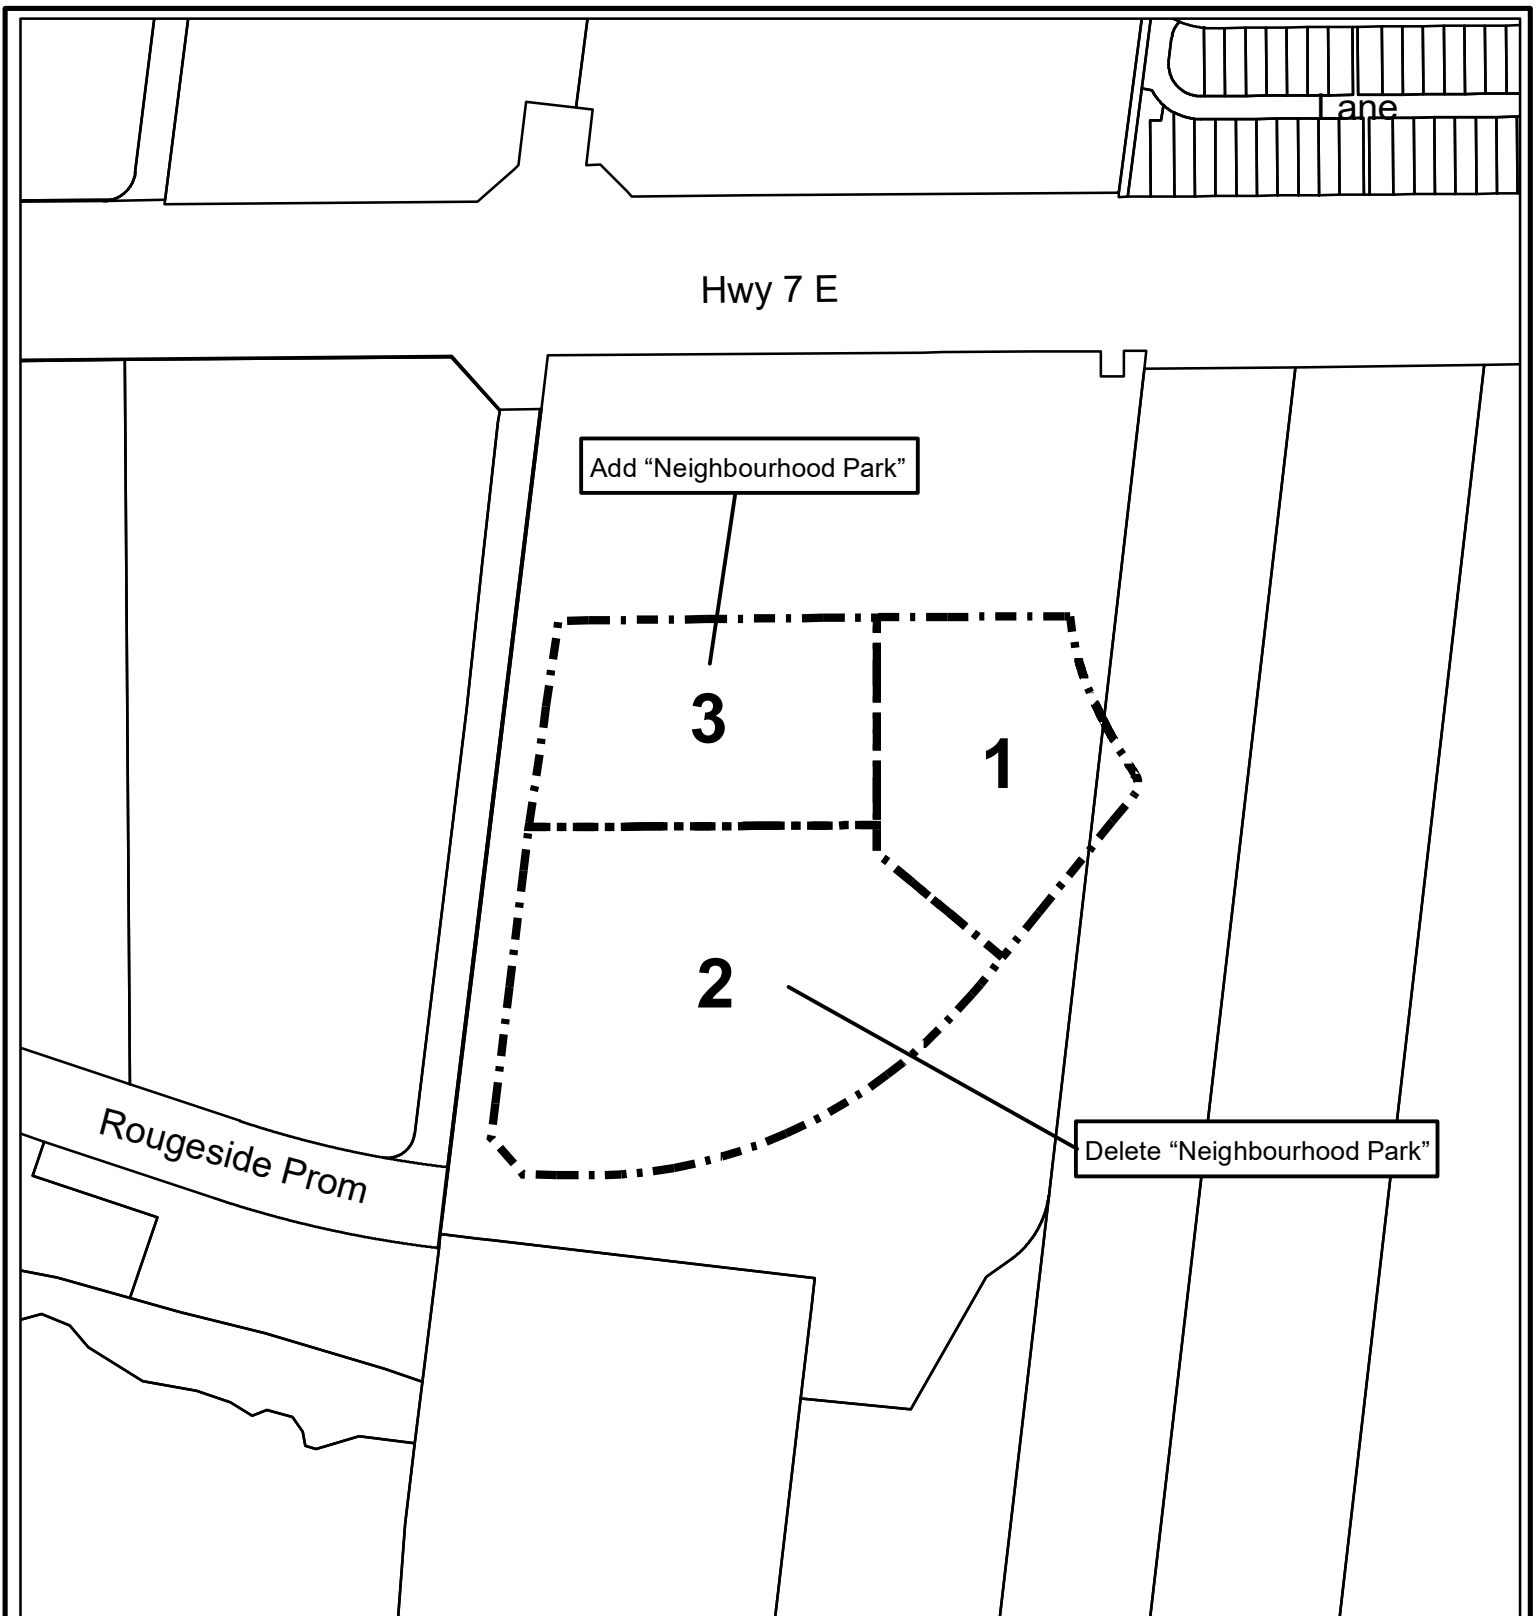 Lane
Hwy 7 E
Add “Neighbourhood Park”
3
1
2
Delete “Neighbourhood Park”
Rougeside Prom